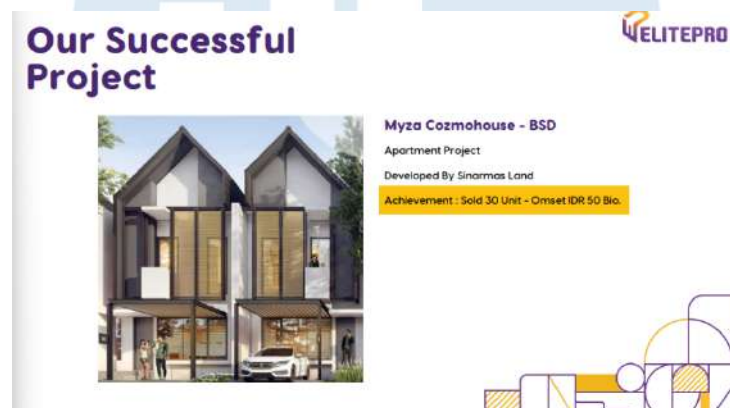 Our Successful
Project
WELITEPRO
Myza Cozmohouse - BSD
Apartment Project
Developed By Sinarmas Land
Achievement : Sold 30 Unit - Omset IDR 50 Bio.